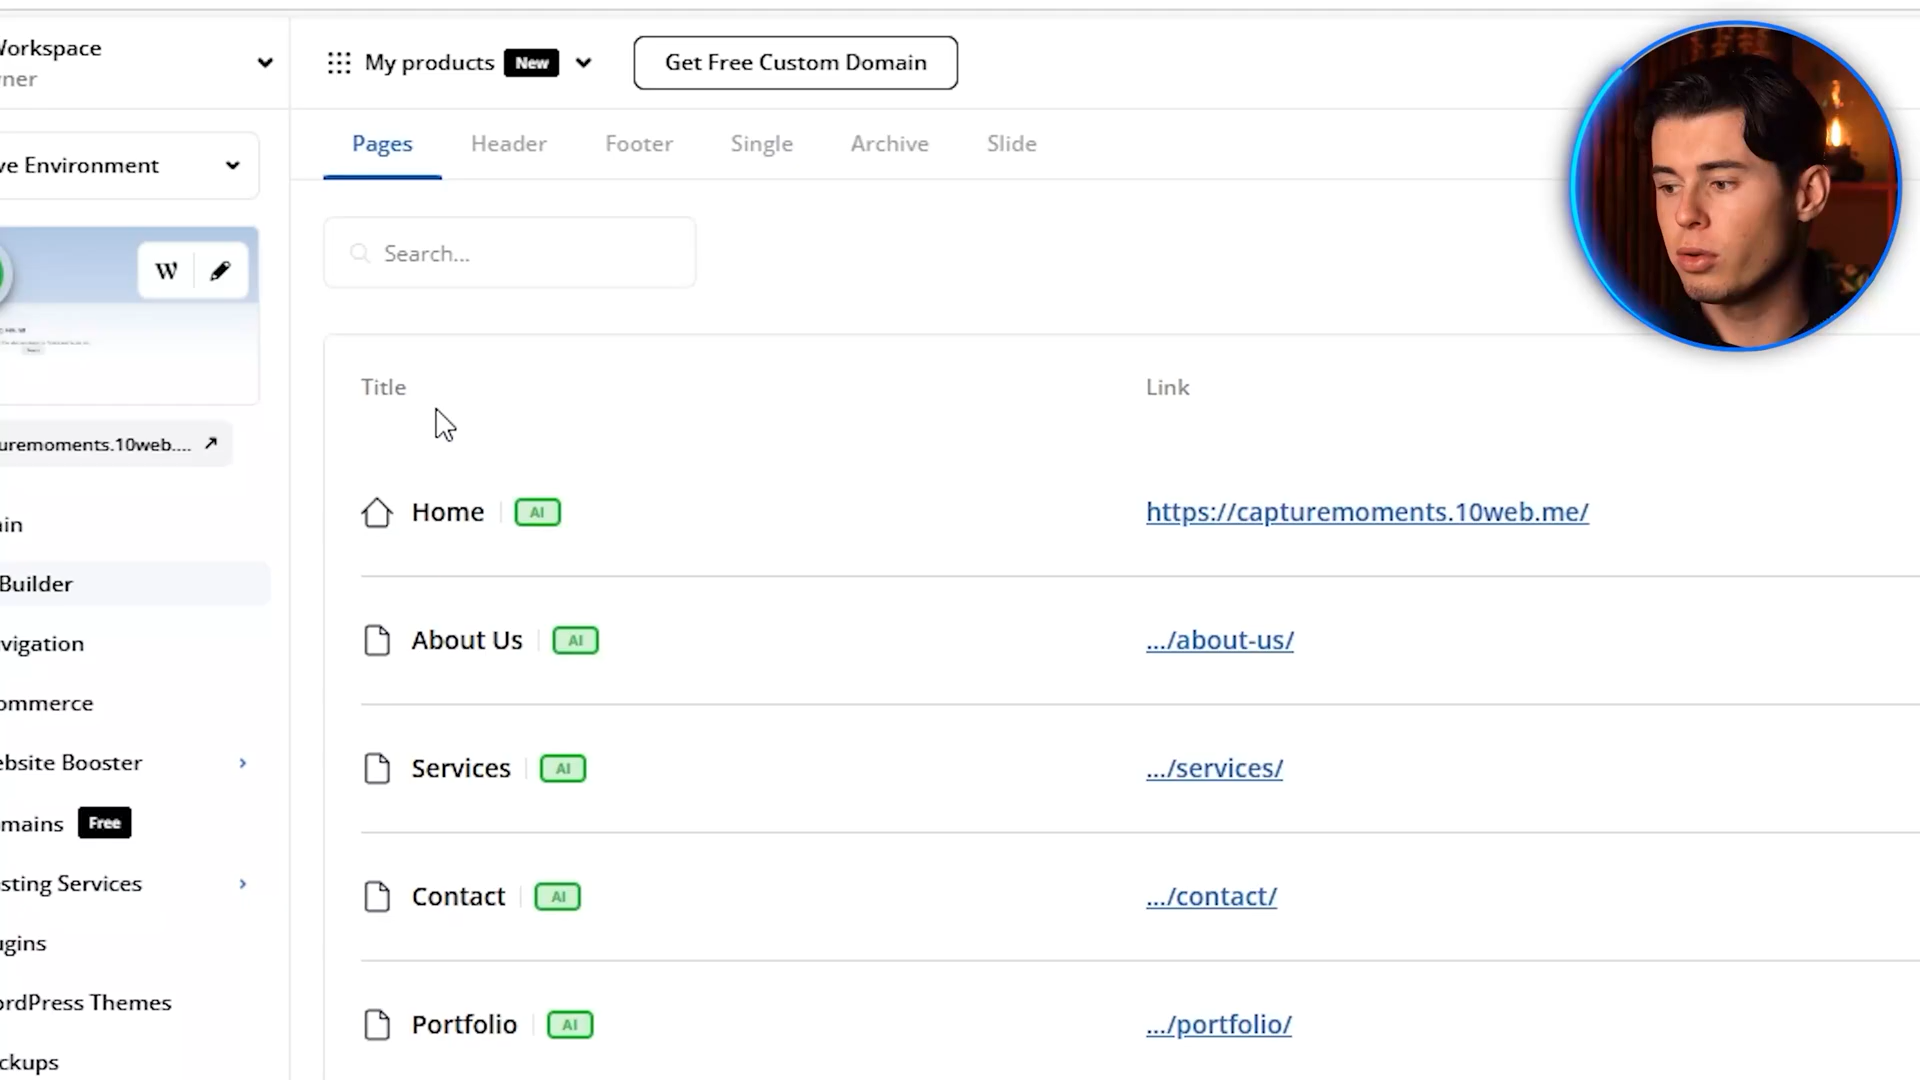 Workspace
ner
My products New
Get Free Custom Domain
ve Environment
Pages Header Footer Single Archive Slide
W
Search...
Title Link
uremoments.10web....
Home AI https://capturemoments.10web.me/
in
Builder
About Us AI .../about-us/
vigation
ommerce
ebsite Booster
Services AI .../services/
mains Free
sting Services
Contact AI .../contact/
gins
ordPress Themes
Portfolio AI .../portfolio/
ckups